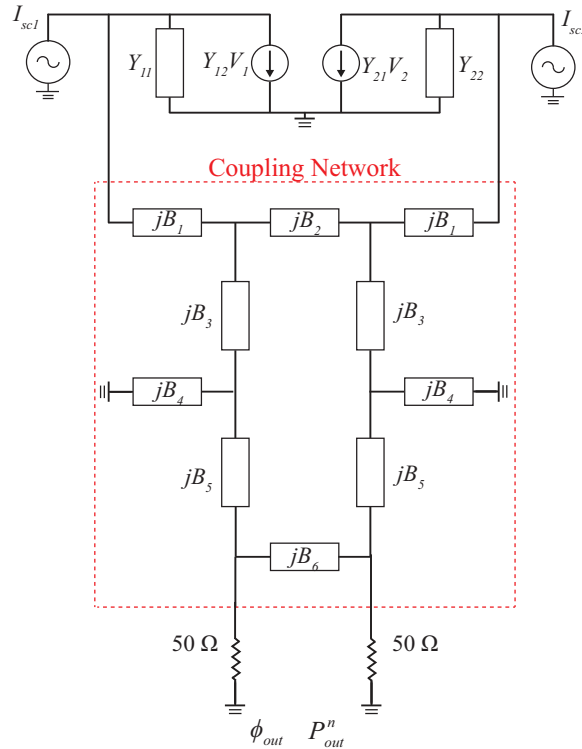 I_sc1
I_sc
Y_11
Y_12V_1
Y_21V_2
Y_22
Coupling Network
jB_1
jB_2
jB_1
jB_3
jB_3
jB_4
jB_4
jB_5
jB_5
jB_6
50 Ω
50 Ω
ϕ_out
P^n_out